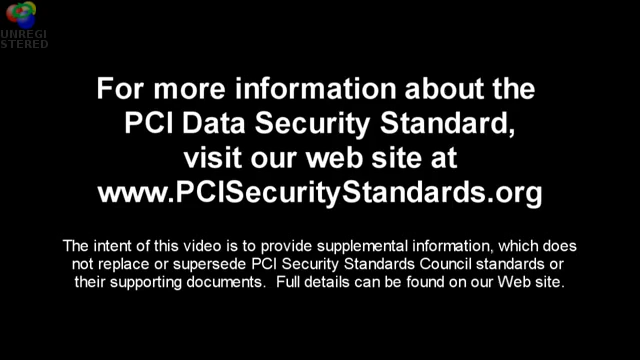 UNREGI
STERED
For more information about the
PCI Data Security Standard,
visit our web site at
www.PCISecurityStandards.org
The intent of this video is to provide supplemental information, which does
not replace or supersede PCI Security Standards Council standards or
their supporting documents.  Full details can be found on our Web site.